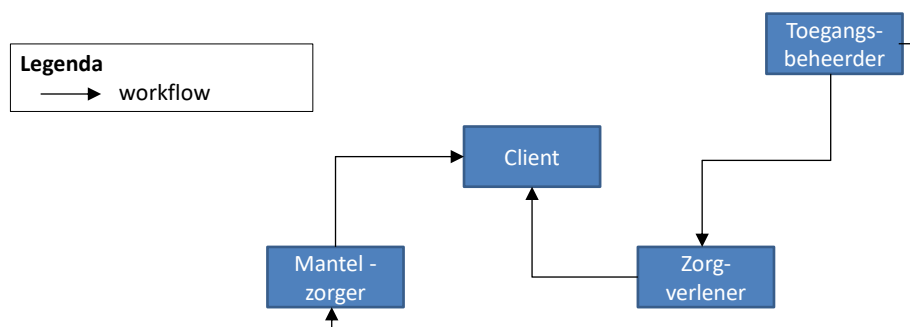 Toegangs-
beheerder
Legenda
workflow
Client
Mantel -
zorger
Zorg-
verlener